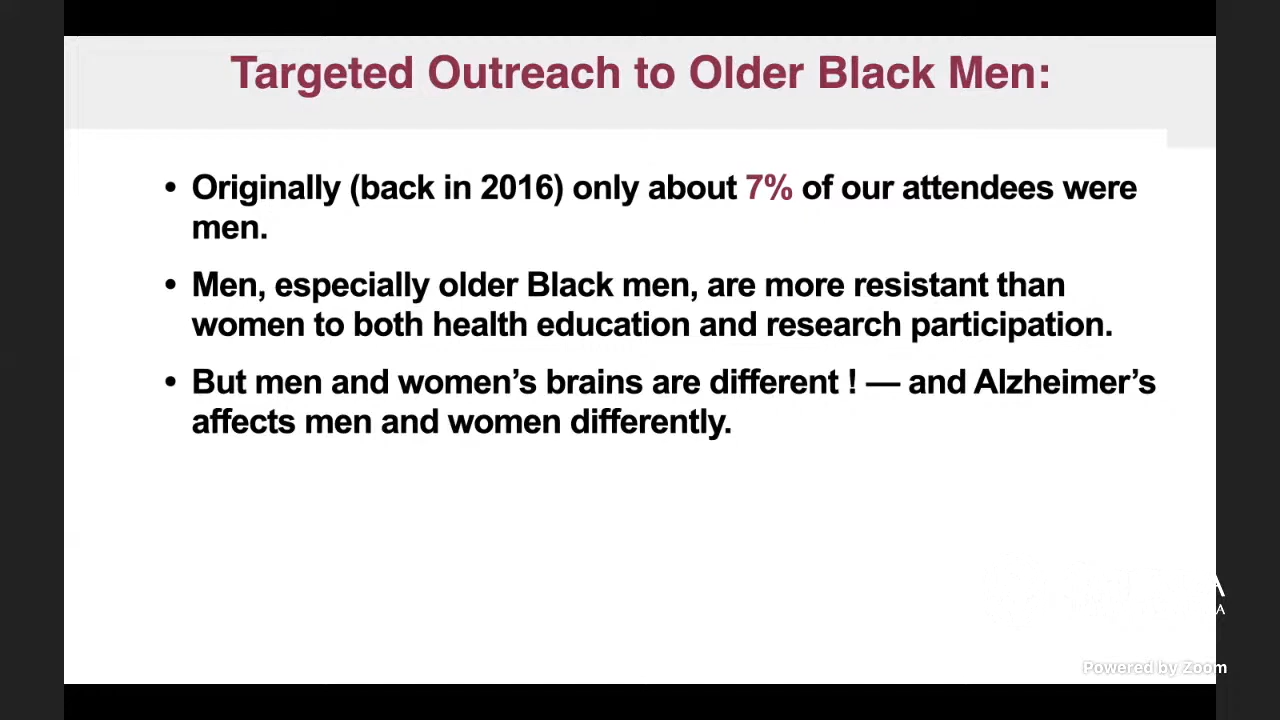 Targeted Outreach to Older Black Men:
• Originally (back in 2016) only about 7% of our attendees were
men.
• Men, especially older Black men, are more resistant than
women to both health education and research participation.
• But men and women’s brains are different ! — and Alzheimer’s
affects men and women differently.
A
A
Powered by Zoom